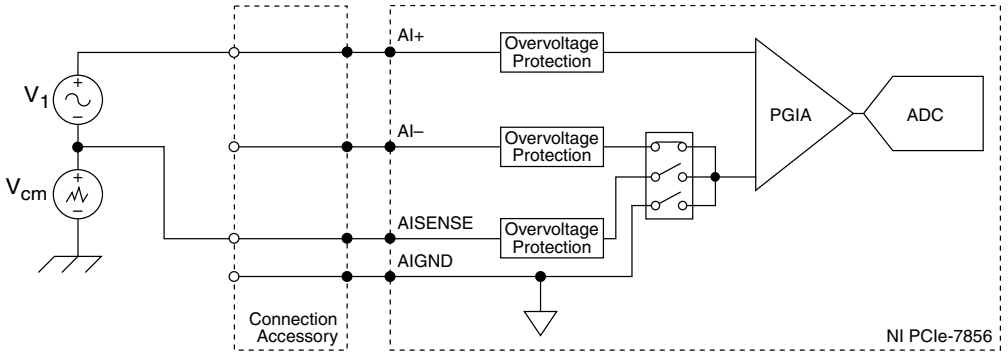 AI+
Overvoltage
Protection
+
V1
−
PGIA
ADC
AI−
Overvoltage
Protection
+
Vcm
−
AISENSE
Overvoltage
Protection
AIGND
Connection
Accessory
NI PCIe-7856